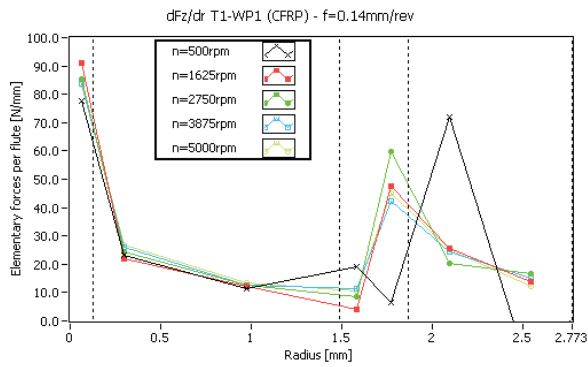 dFz/dr T1-WP1 (CFRP) - f=0.14mm/rev
n=500rpm
n=1625rpm
n=2750rpm
n=3875rpm
n=5000rpm
Elementary forces per flute [N/mm]
100.0
90.0
80.0
70.0
60.0
50.0
40.0
30.0
20.0
10.0
0.0
0 0.5 1 1.5 2 2.5 2.773
Radius [mm]